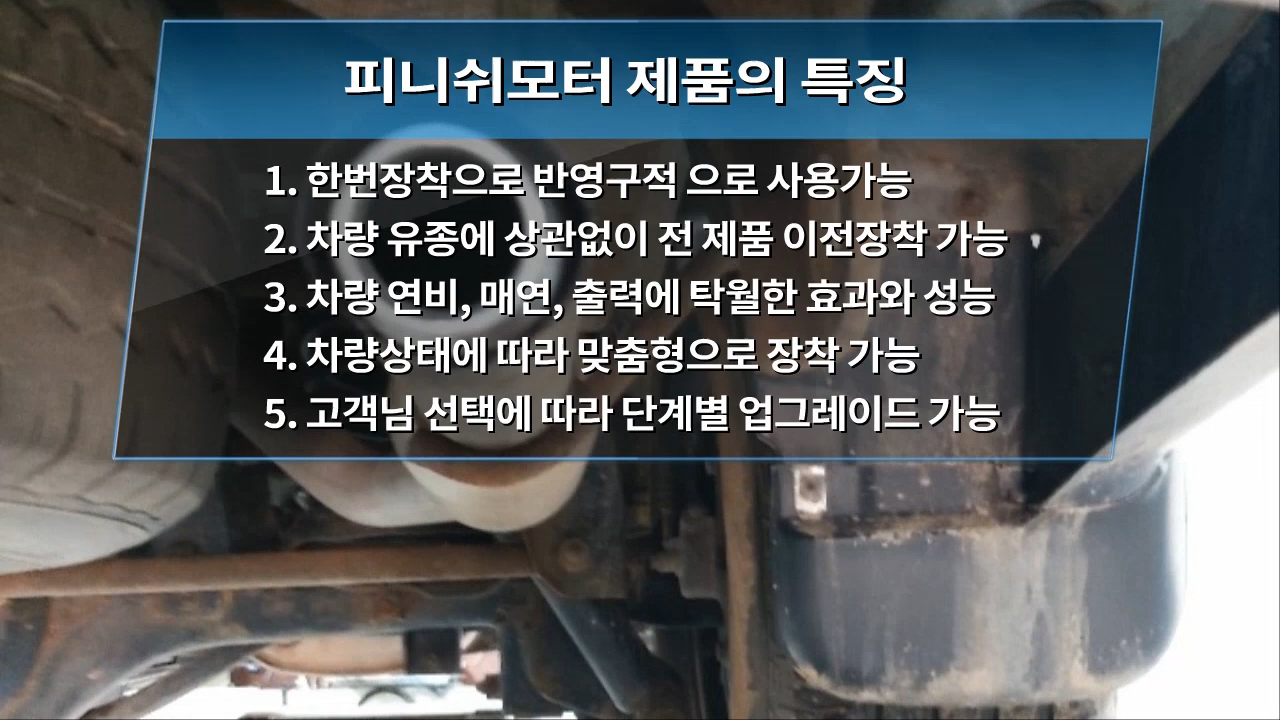 피니쉬모터 제품의 특징
1. 한번장착으로 반영구적 으로 사용가능
2. 차량 유종에 상관없이 전 제품 이전장착 가능
3. 차량 연비, 매연, 출력에 탁월한 효과와 성능
4. 차량상태에 따라 맞춤형으로 장착 가능
5. 고객님 선택에 따라 단계별 업그레이드 가능